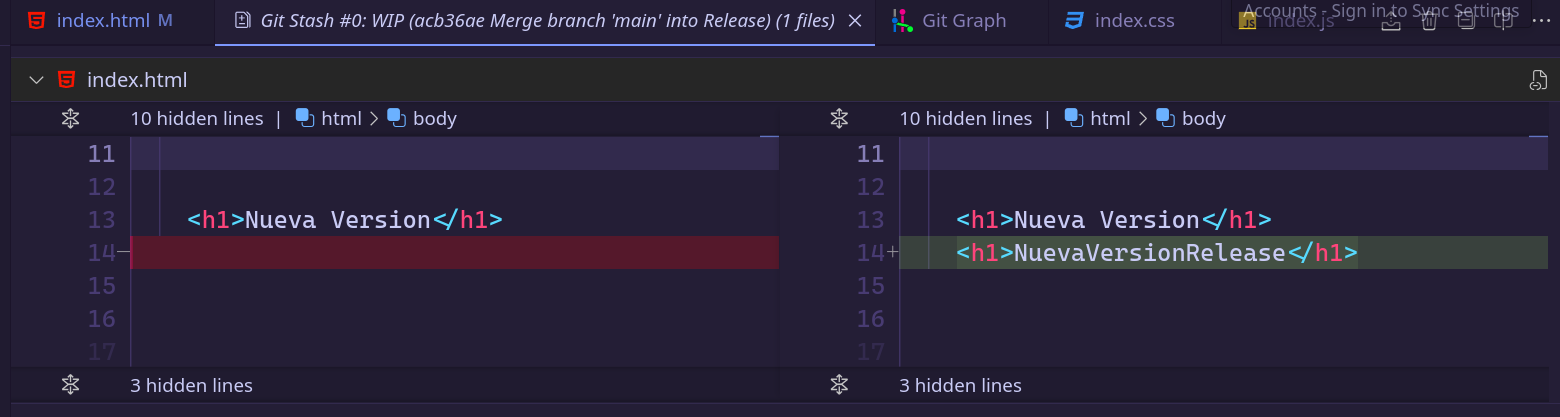 Accounts - Sign in to Sync Settings
index.html M Git Stash #0: WIP (acb36ae Merge branch 'main' into Release) (1 files) Git Graph index.css index.js
index.html
10 hidden lines | html > body 10 hidden lines | html > body
11 11
12 12
13 <h1>Nueva Version</h1> 13 <h1>Nueva Version</h1>
14- 14+ <h1>NuevaVersionRelease</h1>
15 15
16 16
17 17
3 hidden lines 3 hidden lines